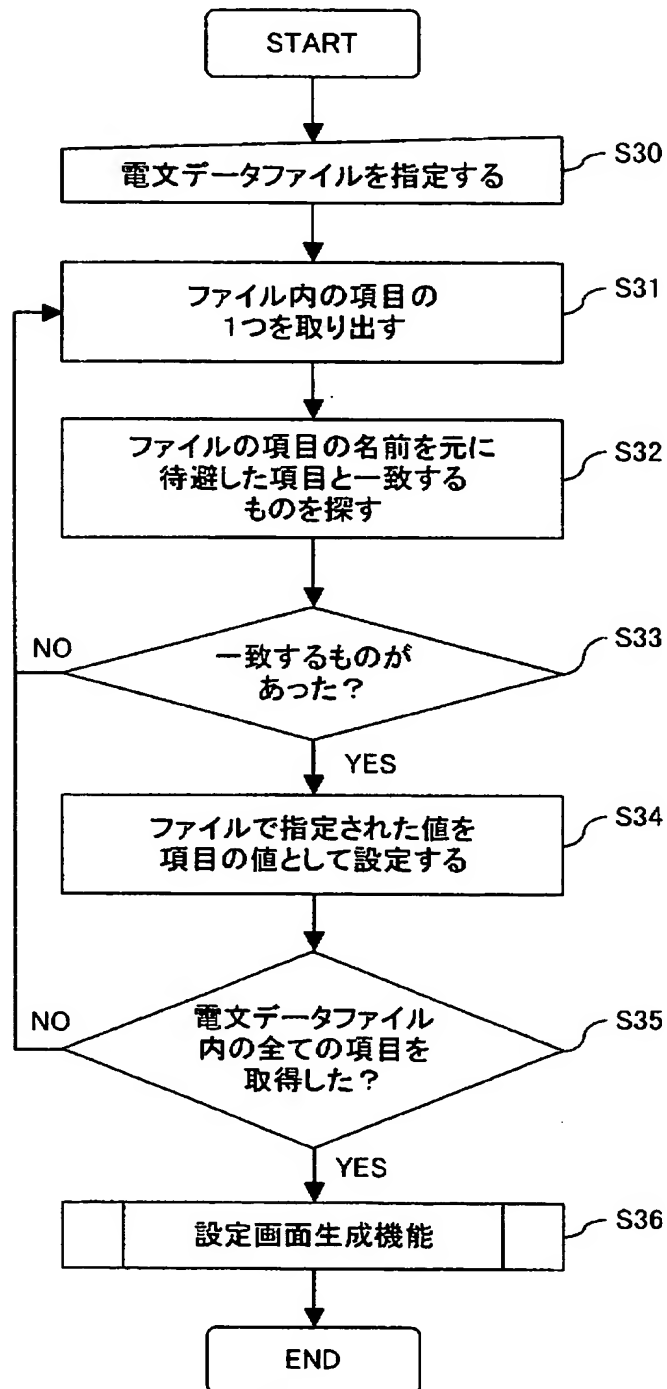 START
電文データファイルを指定する
S30
ファイル内の項目の
1つを取り出す
S31
ファイルの項目の名前を元に
待避した項目と一致する
ものを探す
S32
一致するものが
あった？
S33
NO
YES
ファイルで指定された値を
項目の値として設定する
S34
電文データファイル
内の全ての項目を
取得した？
S35
NO
YES
設定画面生成機能
S36
END